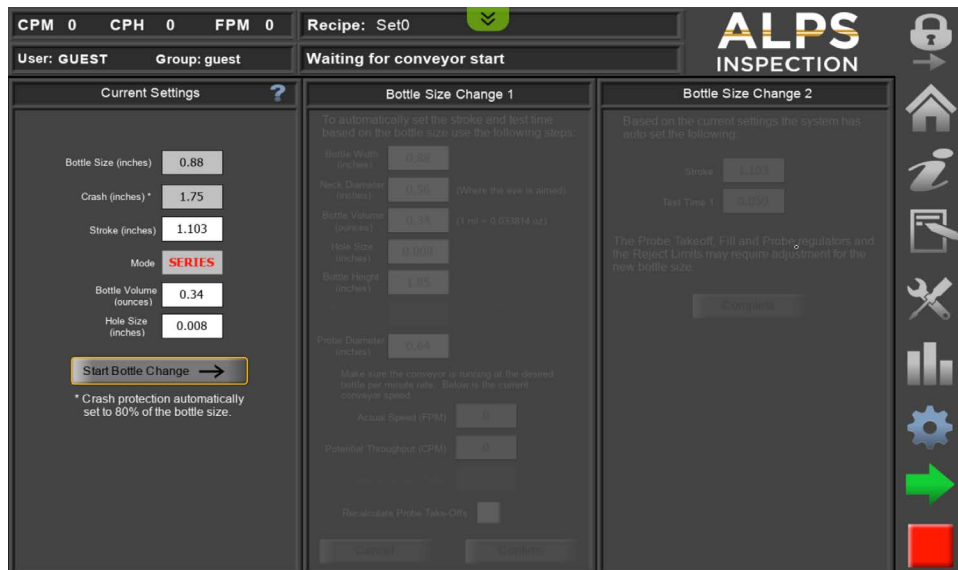 CPM 0 CPH 0 FPM 0
Recipe: Set0
User: GUEST Group: guest
Waiting for conveyor start
ALPS
INSPECTION
Current Settings ?
Bottle Size (inches) 0.88
Crash (inches) * 1.75
Stroke (inches) 1.103
Mode SERIES
Bottle Volume
(ounces) 0.34
Hole Size
(inches) 0.008
Start Bottle Change →
* Crash protection automatically
set to 80% of the bottle size.
Bottle Size Change 1
To automatically set the stroke and test time
based on the bottle size use the following steps.
Bottle Width
(inches) 0.88
Neck Diameter
(inches) 0.56 (Where the eye is aimed)
Bottle Volume
(ounces) 0.34 (1 ml = 0.033814 oz)
Hole Size
(inches) 0.008
Bottle Height
(inches) 1.85
Probe Diameter
(inches) 0.64
Make sure the conveyor is running at the desired
bottle per minute rate. Below is the current
conveyor speed.
Actual Speed (FPM) 0
Potential Throughput (CPM) 0
Recalculate Probe Take-Offs
Cancel Confirm
Bottle Size Change 2
Based on the current settings the system has
auto set the following:
Stroke 1.103
Test Time 1 0.050
The Probe Takeoff, Fill and Probe regulators and
the Reject Limits may require adjustment for the
new bottle size.
Complete